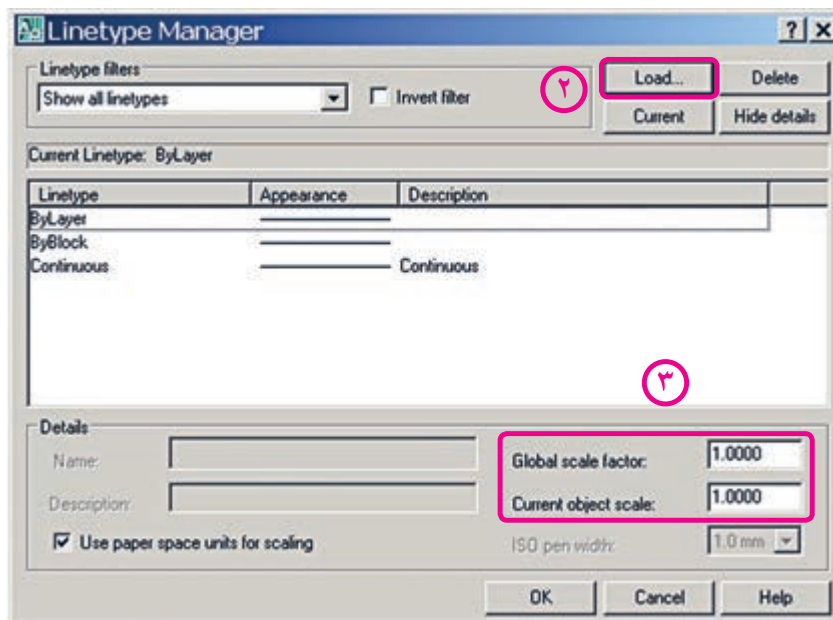 Linetype Manager
Linetype filters
Show all linetypes
Invert filter
۲
Load...
Delete
Current
Hide details
Current Linetype: ByLayer
Linetype Appearance Description
ByLayer
ByBlock
Continuous Continuous
۳
Details
Name:
Description:
Use paper space units for scaling
Global scale factor: 1.0000
Current object scale: 1.0000
ISO pen width: 1.0 mm
OK Cancel Help